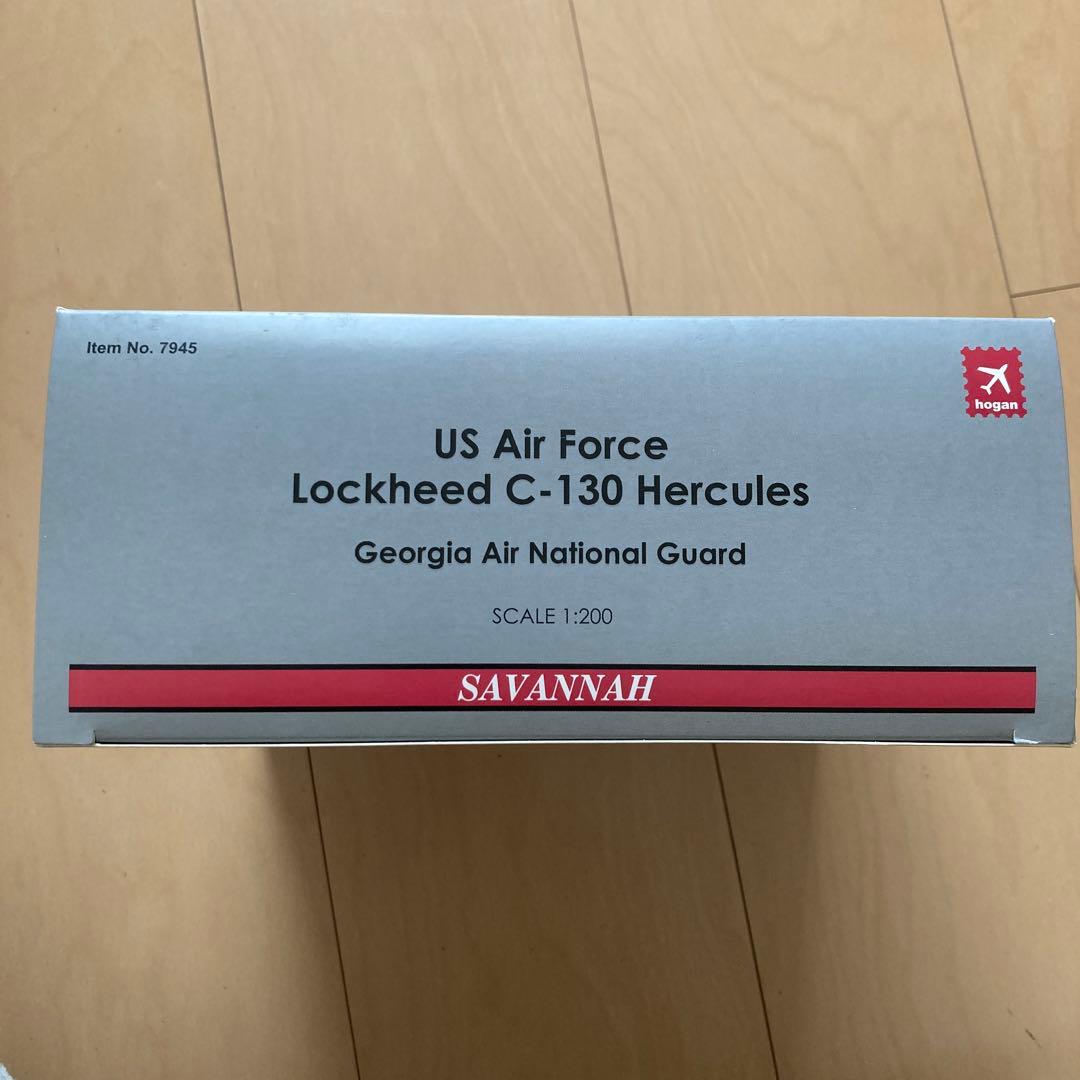 Item No. 7945
hogan
US Air Force
Lockheed C-130 Hercules
Georgia Air National Guard
SCALE 1:200
SAVANNAH